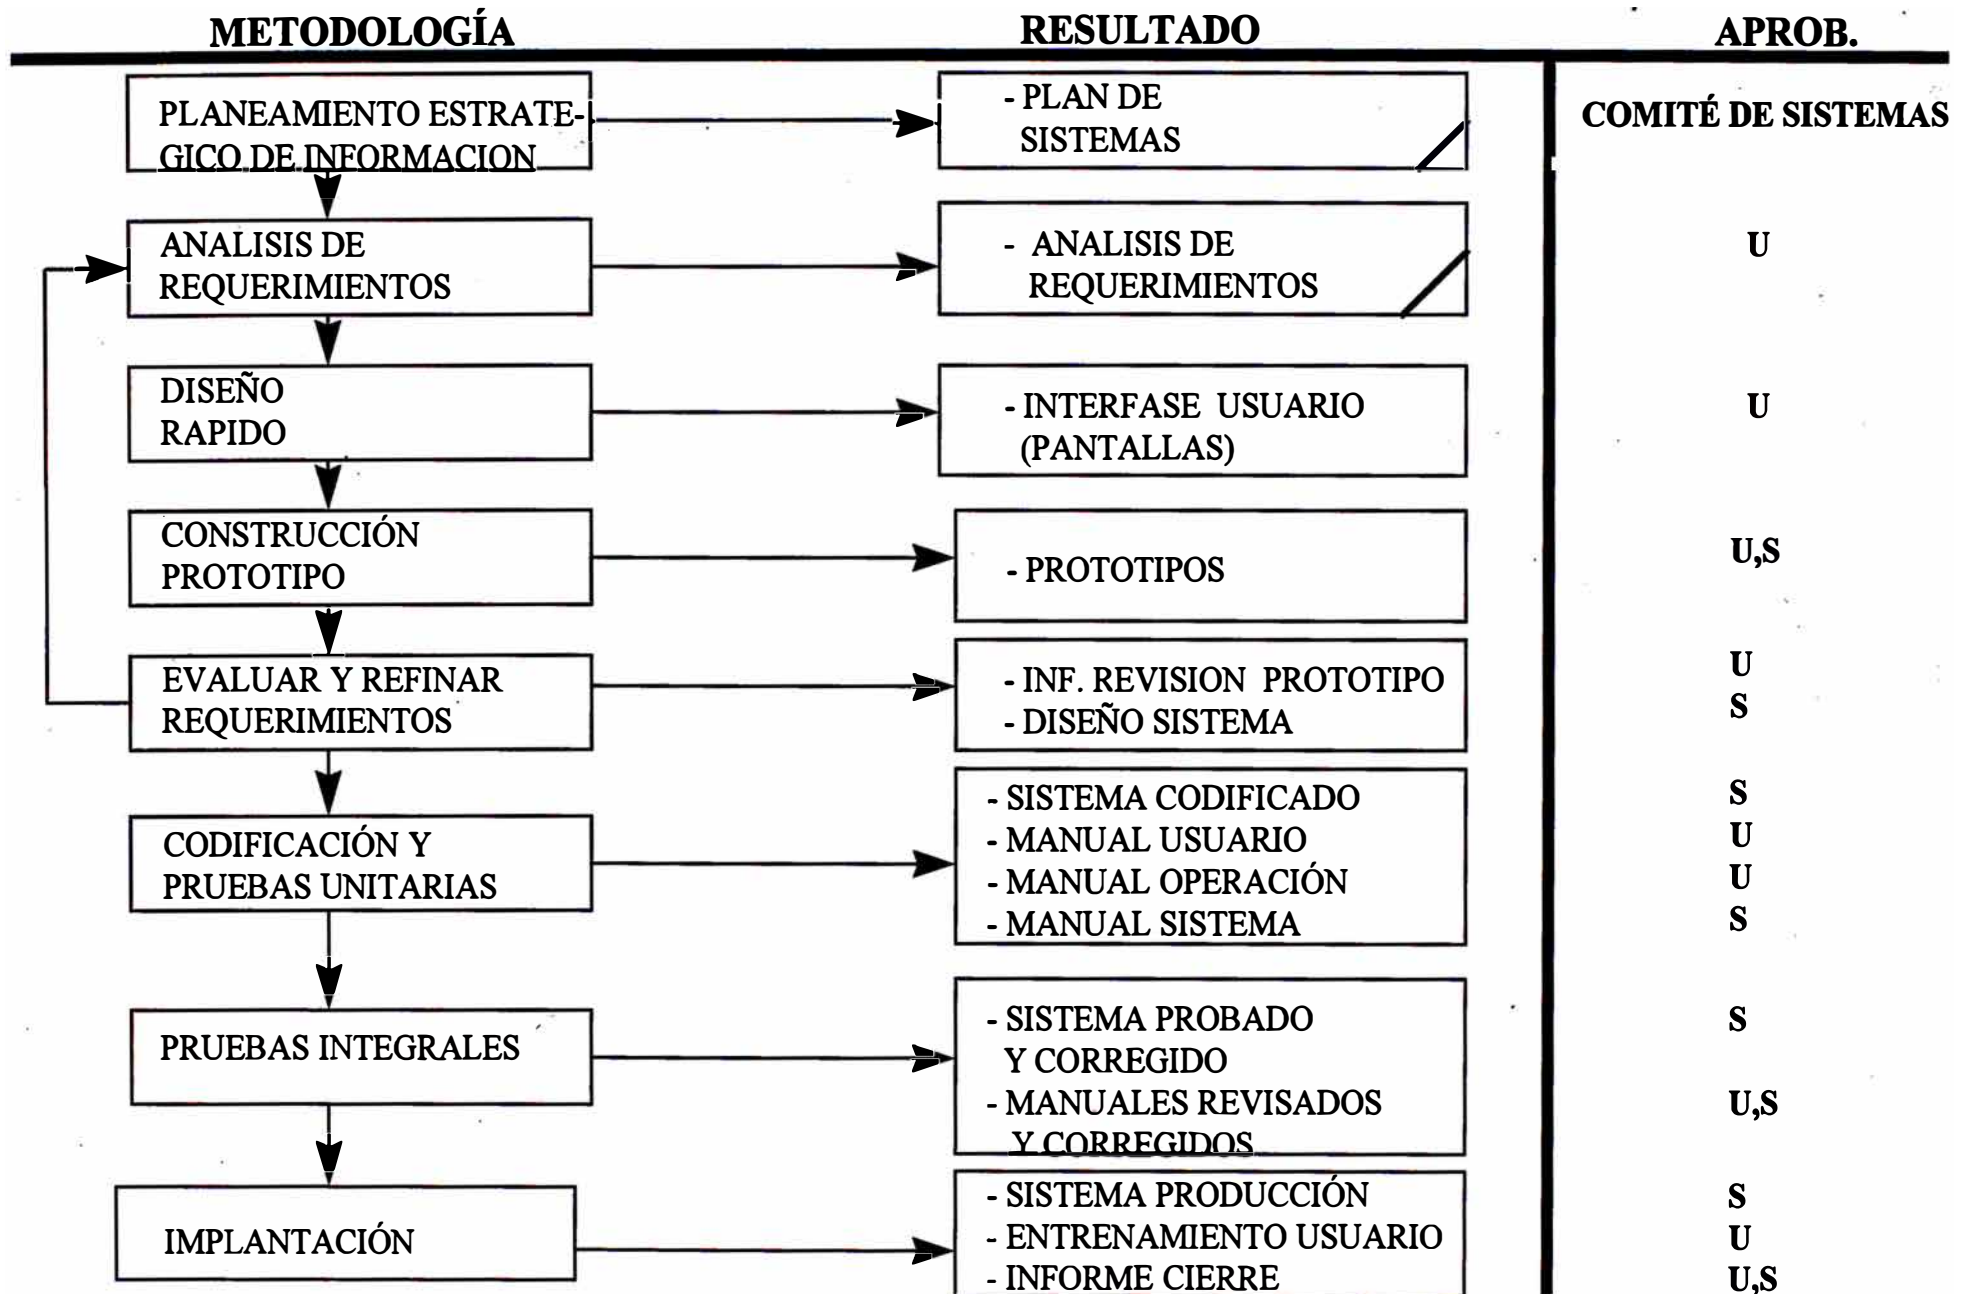 METODOLOGÍA RESULTADO APROB.
PLANEAMIENTO ESTRATE-
GICO DE INFORMACION
- PLAN DE
SISTEMAS
COMITÉ DE SISTEMAS
ANALISIS DE
REQUERIMIENTOS
- ANALISIS DE
REQUERIMIENTOS
U
DISEÑO
RAPIDO
- INTERFASE USUARIO
(PANTALLAS)
U
CONSTRUCCIÓN
PROTOTIPO
- PROTOTIPOS
U,S
EVALUAR Y REFINAR
REQUERIMIENTOS
- INF. REVISION PROTOTIPO
- DISEÑO SISTEMA
U
S
CODIFICACIÓN Y
PRUEBAS UNITARIAS
- SISTEMA CODIFICADO
- MANUAL USUARIO
- MANUAL OPERACIÓN
- MANUAL SISTEMA
S
U
U
S
PRUEBAS INTEGRALES
- SISTEMA PROBADO
Y CORREGIDO
- MANUALES REVISADOS
Y CORREGIDOS
S
U,S
IMPLANTACIÓN
- SISTEMA PRODUCCIÓN
- ENTRENAMIENTO USUARIO
- INFORME CIERRE
S
U
U,S